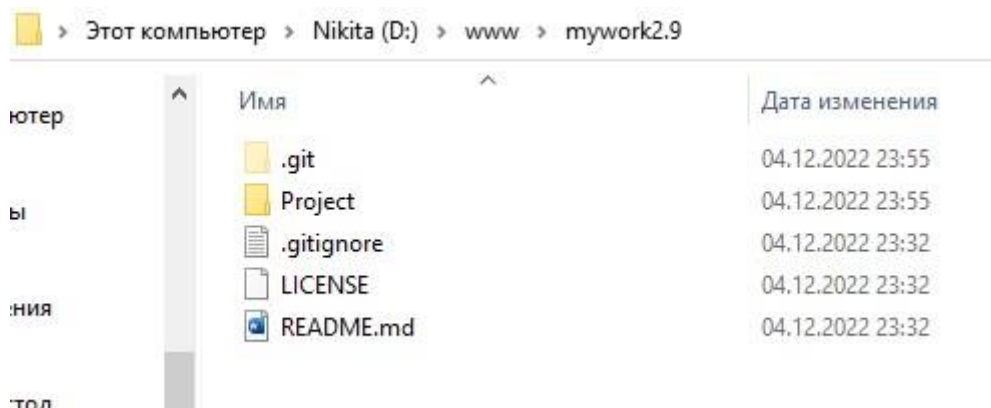 Этот компьютер > Nikita (D:) > www > mywork2.9
ютер
Имя
Дата изменения
.git
04.12.2022 23:55
ы
Project
04.12.2022 23:55
.gitignore
04.12.2022 23:32
LICENSE
04.12.2022 23:32
ния
README.md
04.12.2022 23:32